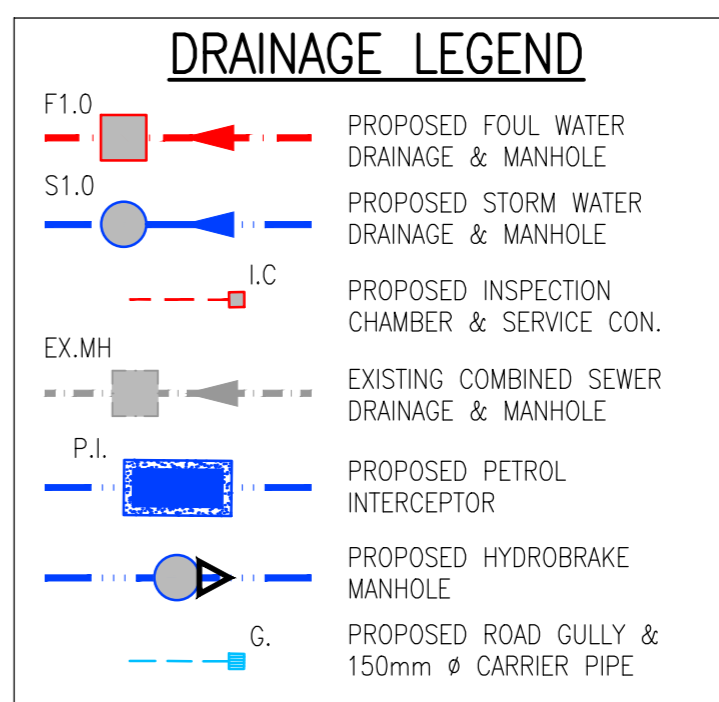 DRAINAGE LEGEND
F1.0
PROPOSED FOUL WATER
DRAINAGE & MANHOLE
S1.0
PROPOSED STORM WATER
DRAINAGE & MANHOLE
I.C
PROPOSED INSPECTION
CHAMBER & SERVICE CON.
EX.MH
EXISTING COMBINED SEWER
DRAINAGE & MANHOLE
P.I.
PROPOSED PETROL
INTERCEPTOR
PROPOSED HYDROBRAKE
MANHOLE
G.
PROPOSED ROAD GULLY &
150mm ø CARRIER PIPE